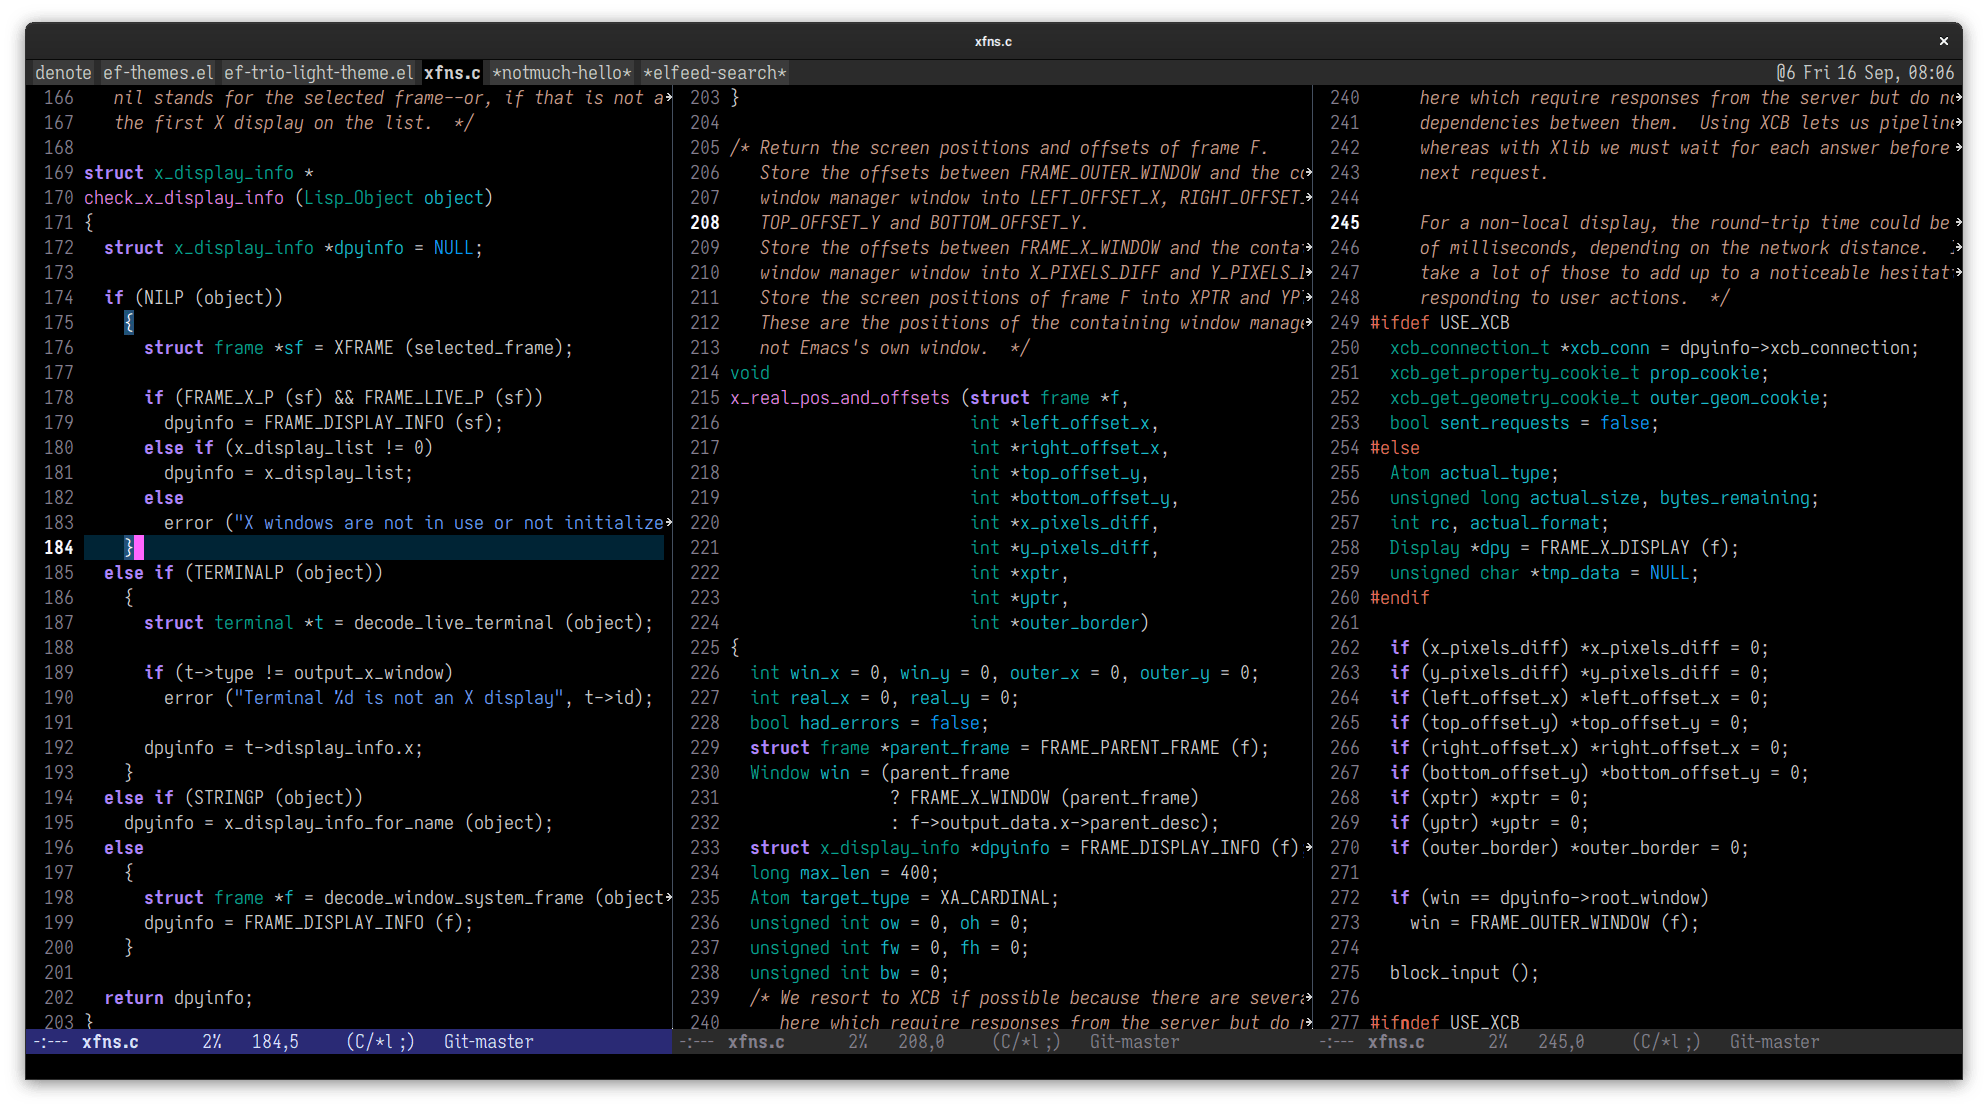 xfns.c ×
denote ef-themes.el ef-trio-light-theme.el xfns.c *notmuch-hello* *elfeed-search* @6 Fri 16 Sep, 08:06
166    nil stands for the selected frame--or, if that is not a
167    the first X display on the list.  */
168
169 struct x_display_info *
170 check_x_display_info (Lisp_Object object)
171 {
172   struct x_display_info *dpyinfo = NULL;
173
174   if (NILP (object))
175     {
176       struct frame *sf = XFRAME (selected_frame);
177
178       if (FRAME_X_P (sf) && FRAME_LIVE_P (sf))
179         dpyinfo = FRAME_DISPLAY_INFO (sf);
180       else if (x_display_list != 0)
181         dpyinfo = x_display_list;
182       else
183         error ("X windows are not in use or not initialize
184     }
185   else if (TERMINALP (object))
186     {
187       struct terminal *t = decode_live_terminal (object);
188
189       if (t->type != output_x_window)
190         error ("Terminal %d is not an X display", t->id);
191
192       dpyinfo = t->display_info.x;
193     }
194   else if (STRINGP (object))
195     dpyinfo = x_display_info_for_name (object);
196   else
197     {
198       struct frame *f = decode_window_system_frame (object
199       dpyinfo = FRAME_DISPLAY_INFO (f);
200     }
201
202   return dpyinfo;
203 }
-:--- xfns.c 2% 184,5 (C/*l ;) Git-master
203 }
204
205 /* Return the screen positions and offsets of frame F.
206    Store the offsets between FRAME_OUTER_WINDOW and the co
207    window manager window into LEFT_OFFSET_X, RIGHT_OFFSET_
208    TOP_OFFSET_Y and BOTTOM_OFFSET_Y.
209    Store the offsets between FRAME_X_WINDOW and the conta
210    window manager window into X_PIXELS_DIFF and Y_PIXELS_
211    Store the screen positions of frame F into XPTR and YP
212    These are the positions of the containing window manage
213    not Emacs's own window.  */
214 void
215 x_real_pos_and_offsets (struct frame *f,
216                         int *left_offset_x,
217                         int *right_offset_x,
218                         int *top_offset_y,
219                         int *bottom_offset_y,
220                         int *x_pixels_diff,
221                         int *y_pixels_diff,
222                         int *xptr,
223                         int *yptr,
224                         int *outer_border)
225 {
226   int win_x = 0, win_y = 0, outer_x = 0, outer_y = 0;
227   int real_x = 0, real_y = 0;
228   bool had_errors = false;
229   struct frame *parent_frame = FRAME_PARENT_FRAME (f);
230   Window win = (parent_frame
231                 ? FRAME_X_WINDOW (parent_frame)
232                 : f->output_data.x->parent_desc);
233   struct x_display_info *dpyinfo = FRAME_DISPLAY_INFO (f)
234   long max_len = 400;
235   Atom target_type = XA_CARDINAL;
236   unsigned int ow = 0, oh = 0;
237   unsigned int fw = 0, fh = 0;
238   unsigned int bw = 0;
239   /* We resort to XCB if possible because there are severa
240      here which require responses from the server but do
-:--- xfns.c 2% 208,0 (C/*l ;) Git-master
240      here which require responses from the server but do no
241      dependencies between them.  Using XCB lets us pipeline
242      whereas with Xlib we must wait for each answer before
243      next request.
244
245      For a non-local display, the round-trip time could be
246      of milliseconds, depending on the network distance.
247      take a lot of those to add up to a noticeable hesitat
248      responding to user actions.  */
249 #ifdef USE_XCB
250   xcb_connection_t *xcb_conn = dpyinfo->xcb_connection;
251   xcb_get_property_cookie_t prop_cookie;
252   xcb_get_geometry_cookie_t outer_geom_cookie;
253   bool sent_requests = false;
254 #else
255   Atom actual_type;
256   unsigned long actual_size, bytes_remaining;
257   int rc, actual_format;
258   Display *dpy = FRAME_X_DISPLAY (f);
259   unsigned char *tmp_data = NULL;
260 #endif
261
262   if (x_pixels_diff) *x_pixels_diff = 0;
263   if (y_pixels_diff) *y_pixels_diff = 0;
264   if (left_offset_x) *left_offset_x = 0;
265   if (top_offset_y) *top_offset_y = 0;
266   if (right_offset_x) *right_offset_x = 0;
267   if (bottom_offset_y) *bottom_offset_y = 0;
268   if (xptr) *xptr = 0;
269   if (yptr) *yptr = 0;
270   if (outer_border) *outer_border = 0;
271
272   if (win == dpyinfo->root_window)
273     win = FRAME_OUTER_WINDOW (f);
274
275   block_input ();
276
277 #ifndef USE_XCB
-:--- xfns.c 2% 245,0 (C/*l ;) Git-master